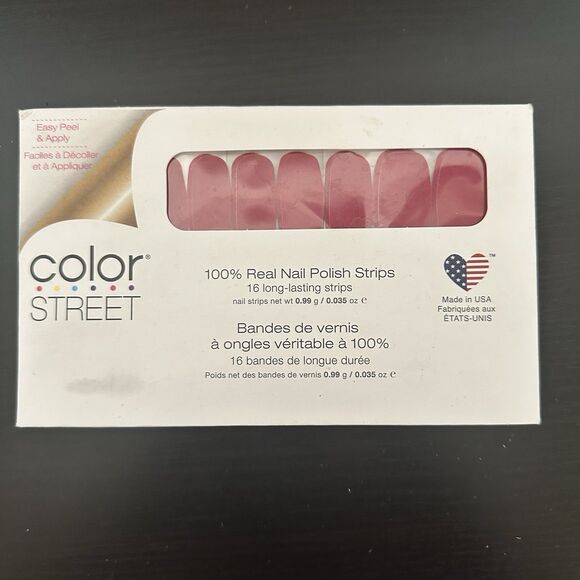 Easy Peel
& Apply
Faciles à Décoller
et à Appliquer
color®
STREET
100% Real Nail Polish Strips
16 long-lasting strips
nail strips net wt 0.99 g / 0.035 oz ℮
Bandes de vernis
à ongles véritable à 100%
16 bandes de longue durée
Poids net des bandes de vernis 0.99 g / 0.035 oz ℮
™
Made in USA
Fabriquées aux
ÉTATS-UNIS